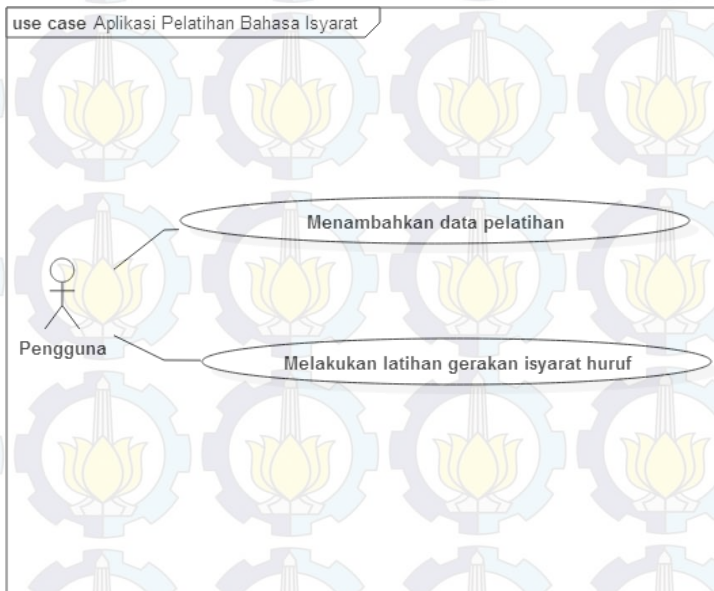 use case Aplikasi Pelatihan Bahasa Isyarat
Menambahkan data pelatihan
Pengguna
Melakukan latihan gerakan isyarat huruf